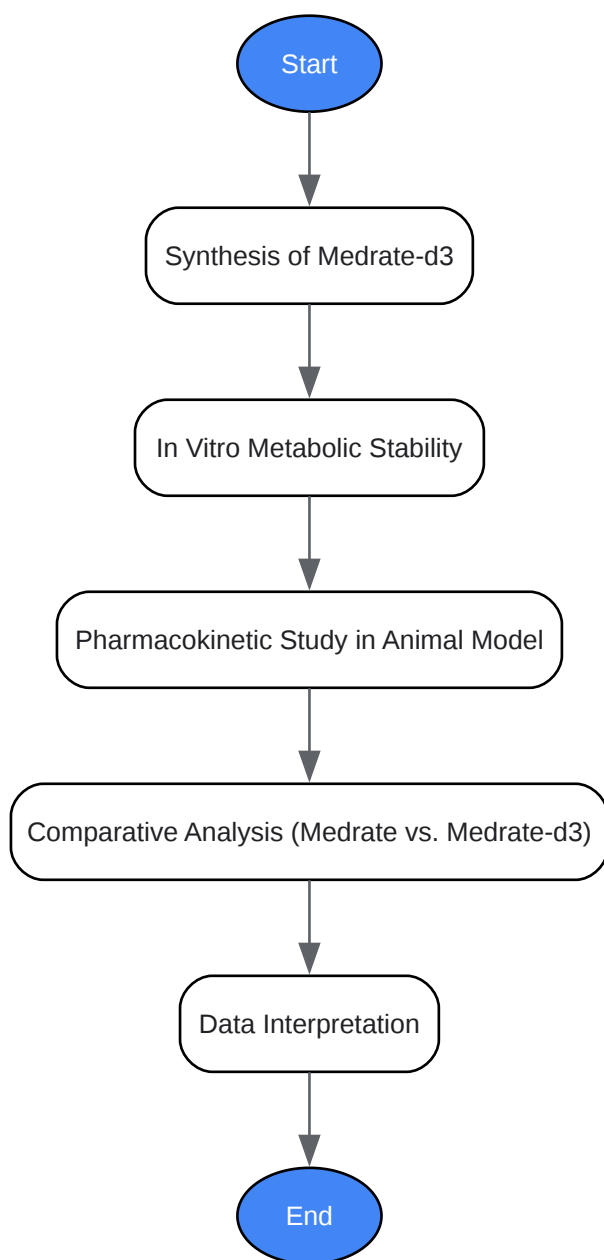 Start
Synthesis of Medrate-d3
In Vitro Metabolic Stability
Pharmacokinetic Study in Animal Model
Comparative Analysis (Medrate vs. Medrate-d3)
Data Interpretation
End